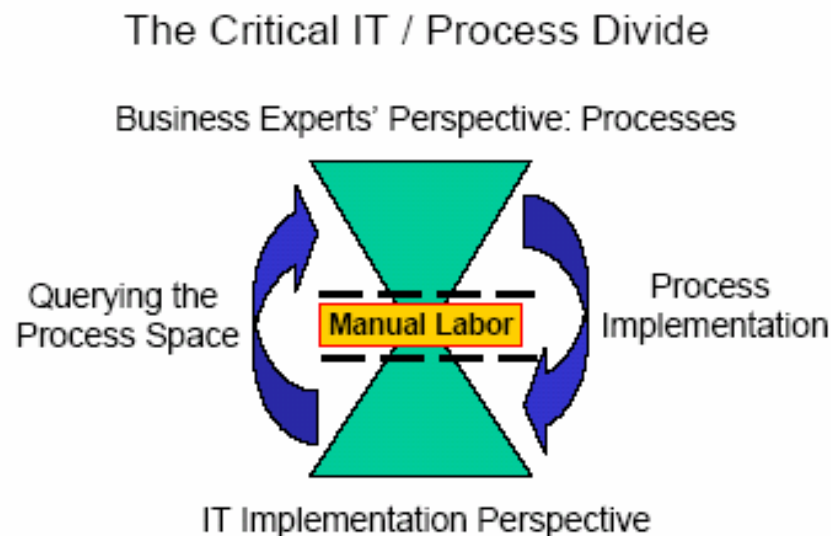 The Critical IT / Process Divide
Business Experts' Perspective: Processes
Querying the
Process Space
Manual Labor
Process
Implementation
IT Implementation Perspective